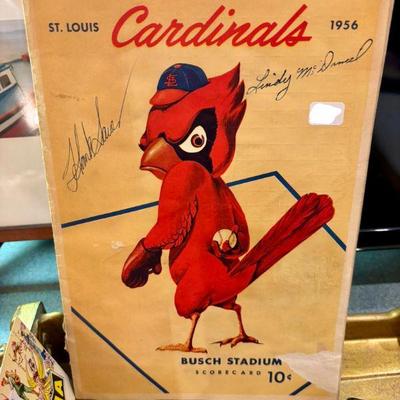 ST. LOUIS Cardinals 1956
StL
Lindy McDaniel
BUSCH STADIUM
SCORECARD 10¢